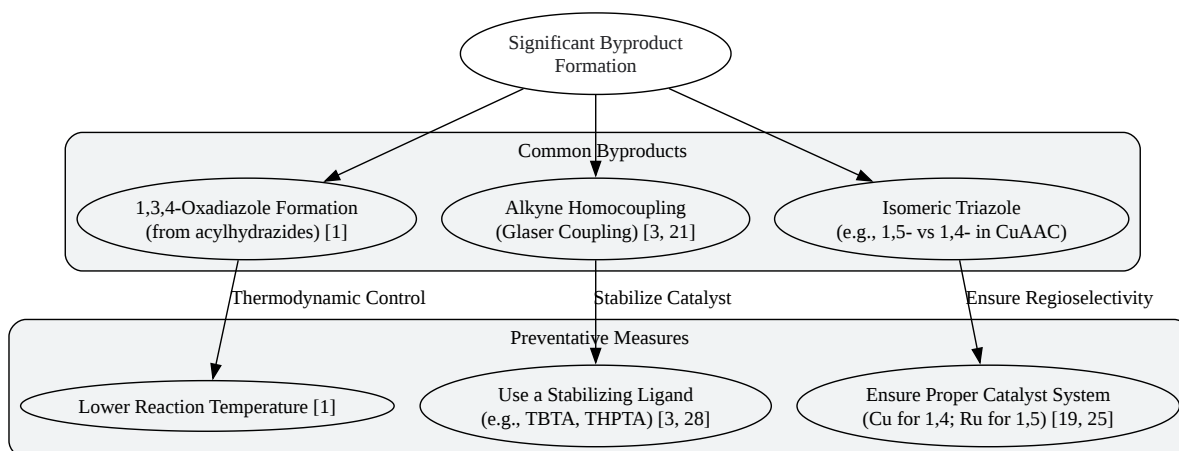 Significant Byproduct
Formation
Common Byproducts
1,3,4-Oxadiazole Formation
(from acylhydrazides) [1]
Alkyne Homocoupling
(Glaser Coupling) [3, 21]
Isomeric Triazole
(e.g., 1,5- vs 1,4- in CuAAC)
Thermodynamic Control
Stabilize Catalyst
Ensure Regioselectivity
Preventative Measures
Lower Reaction Temperature [1]
Use a Stabilizing Ligand
(e.g., TBTA, THPTA) [3, 28]
Ensure Proper Catalyst System
(Cu for 1,4; Ru for 1,5) [19, 25]